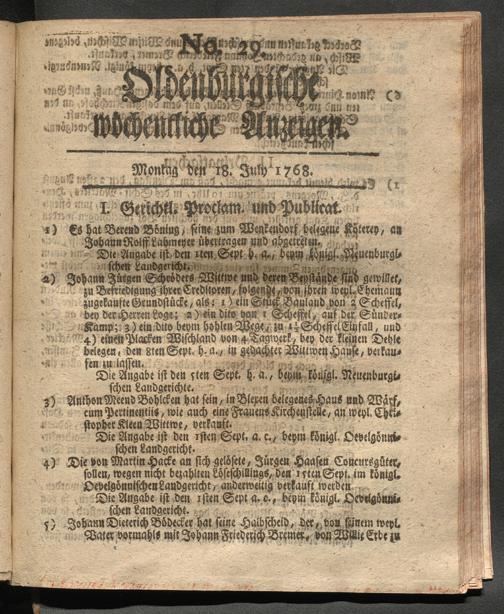 No. 29.
Oldenburgische
wöchentliche Anzeigen.
Montag den 18. July 1768.
I. Gerichtl. Proclam. und Publicat.
1) Es hat Berend Böning, seine zum Wenkendorf belegene Köterey, an
Johann Rolff Lahmeyer übertragen und abgetreten.
Die Angabe ist den 1ten Sept. h. a., beym königl. Neuenburgi-
schen Landgericht.
2) Johann Jürgen Schröders Witwe und deren Beystände sind gewillet,
zu Befriedigung ihrer Creditoren, folgende, von ihren weyl. Ehemann
zugekaufte Grundstücke, als: 1) ein Stück Bauland von 2 Scheffel,
bey der Herren Loge; 2) ein dito von 1 Scheffel, auf der Sünder-
Kamp; 3) ein dito beym hohlen Wege, zu 1½ Scheffel Einfall, und
4) einen Placken Wischland von 4 Tagwerk, bey der kleinen Dehle
belegen, den 8ten Sept. h. a., in gedachter Wittwen Hause, verkau-
fen zu lassen.
Die Angabe ist den 5ten Sept. h. a., beym königl. Neuenburgi-
schen Landgerichte.
3) Anthon Meend Bohlcken hat sein, in Blexen belegenes Haus und Wärf,
cum Pertinentiis, wie auch eine Frauens Kirchenstelle, an weyl. Chri-
stopher Kleen Wittwe, verkauft.
Die Angabe ist den 1sten Sept. a. c., beym königl. Oevelgönni-
schen Landgericht.
4) Die von Martin Hacke an sich gelösete, Jürgen Haasen Concursgüter,
sollen, wegen nicht bezahlten Löseschillings, den 15ten Sept. im königl.
Oevelgönnischen Landgericht, anderweitig verkauft werden.
Die Angabe ist den 1sten Sept. a. c., beym königl. Oevelgönni-
schen Landgericht.
5) Johann Dieterich Bödecker hat seine Halbscheid, der, von seinem weyl.
Vater vormahls mit Johann Friederich Bremer, von Willie Erbe zu